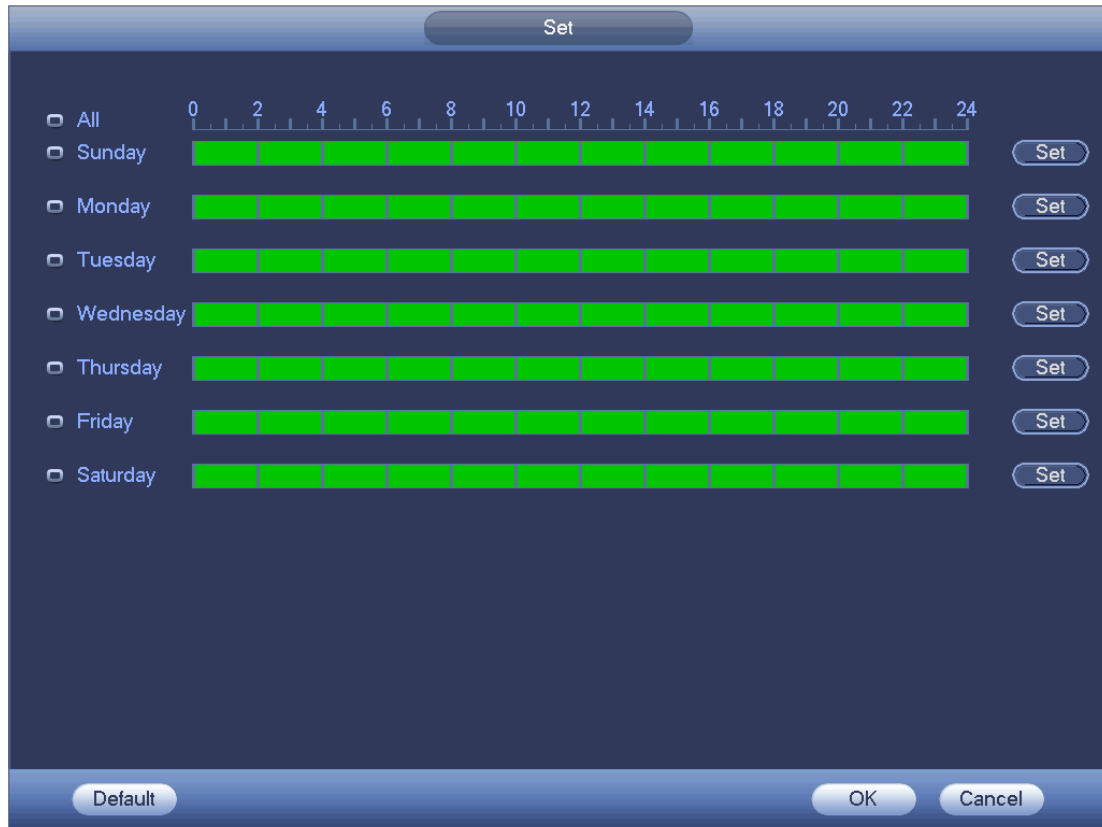 Set
All 0 2 4 6 8 10 12 14 16 18 20 22 24
Sunday Set
Monday Set
Tuesday Set
Wednesday Set
Thursday Set
Friday Set
Saturday Set
Default OK Cancel